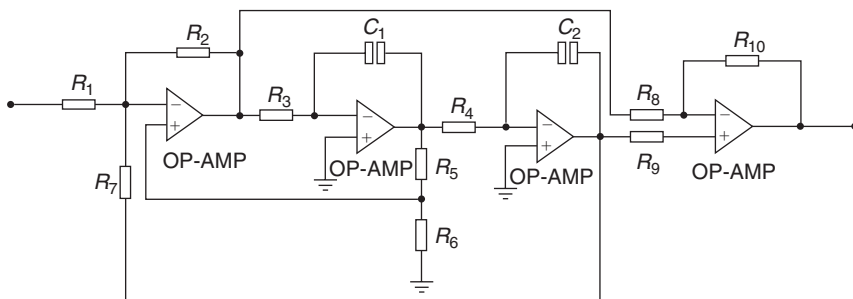 R1
R2
C1
C2
R10
R3
R4
R8
R9
OP-AMP
OP-AMP
OP-AMP
OP-AMP
R7
R5
R6
−
+
−
+
−
+
−
+